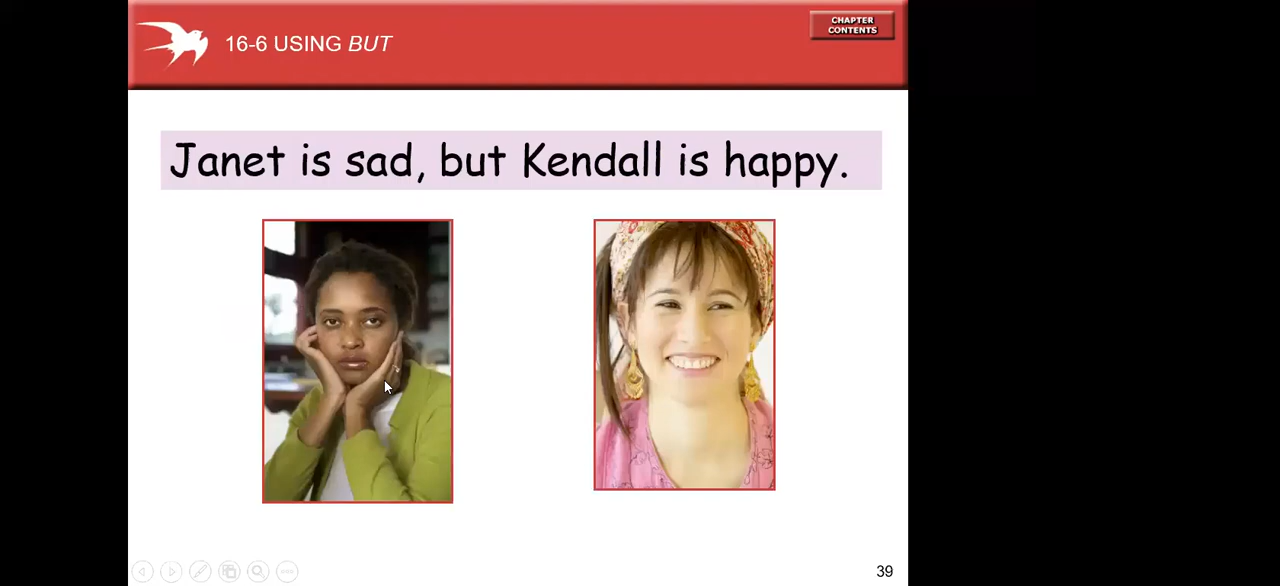 CHAPTER
CONTENTS
16-6 USING BUT
Janet is sad, but Kendall is happy.
39